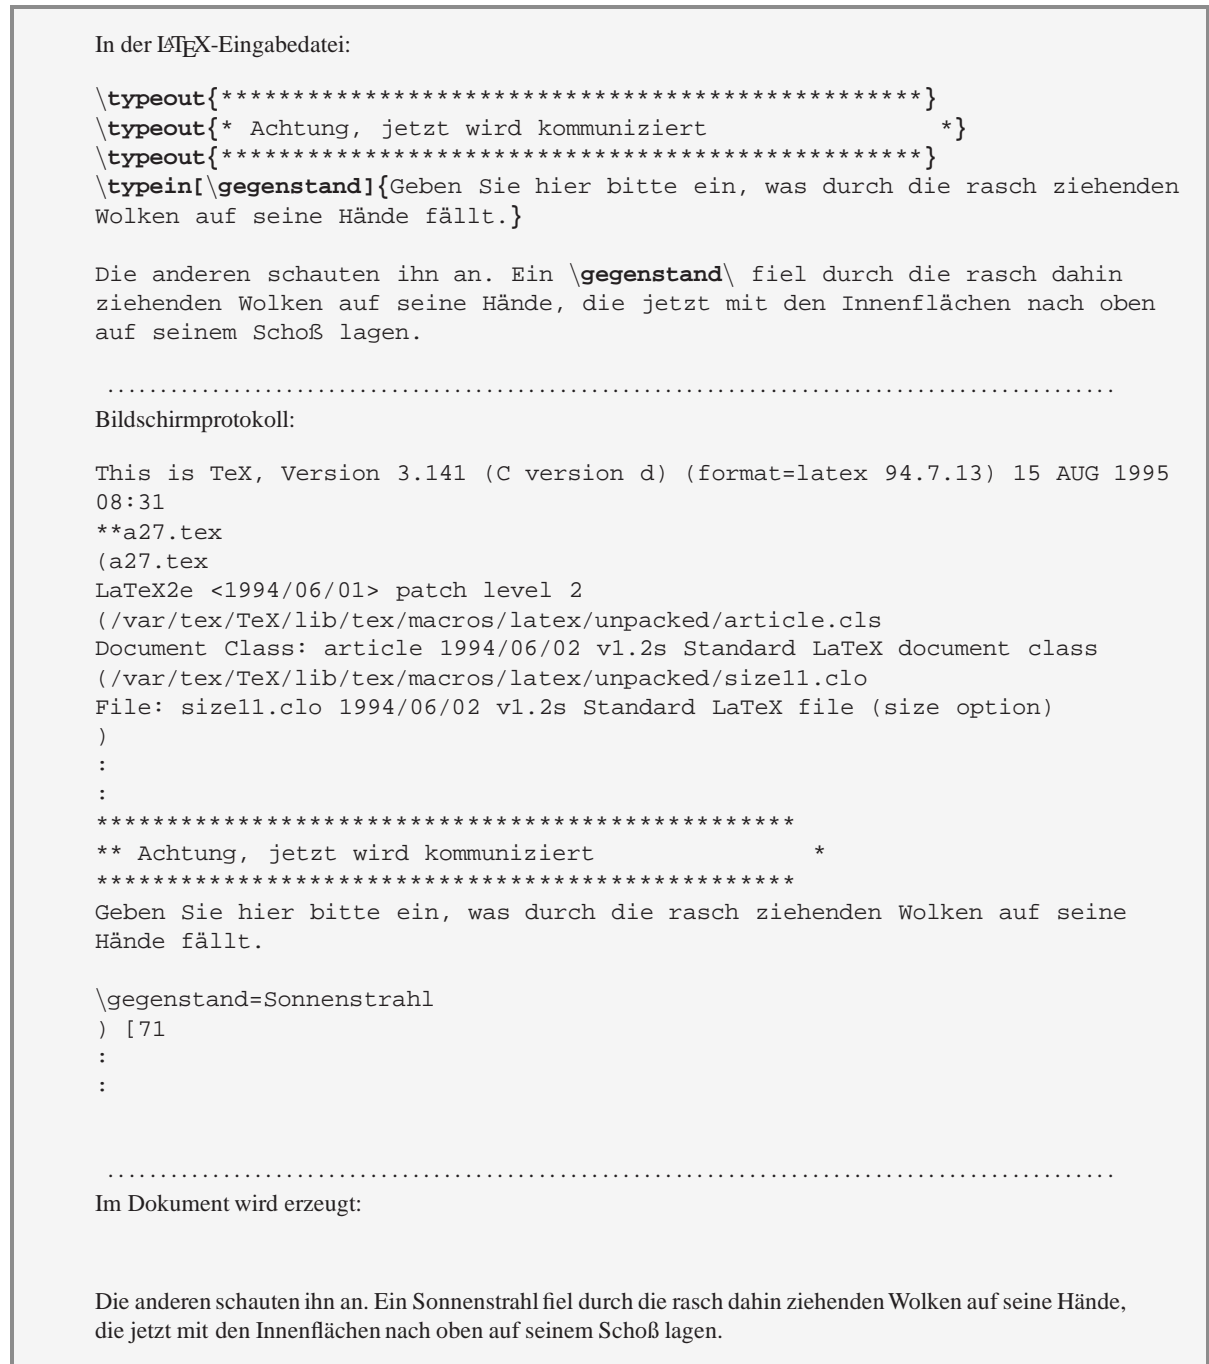 In der LATEX-Eingabedatei:
\typeout{*************************************************}
\typeout{* Achtung, jetzt wird kommuniziert                *}
\typeout{*************************************************}
\typein[\gegenstand]{Geben Sie hier bitte ein, was durch die rasch ziehenden
Wolken auf seine Hände fällt.}
Die anderen schauten ihn an. Ein \gegenstand\ fiel durch die rasch dahin
ziehenden Wolken auf seine Hände, die jetzt mit den Innenflächen nach oben
auf seinem Schoß lagen.
Bildschirmprotokoll:
This is TeX, Version 3.141 (C version d) (format=latex 94.7.13) 15 AUG 1995
08:31
**a27.tex
(a27.tex
LaTeX2e <1994/06/01> patch level 2
(/var/tex/TeX/lib/tex/macros/latex/unpacked/article.cls
Document Class: article 1994/06/02 v1.2s Standard LaTeX document class
(/var/tex/TeX/lib/tex/macros/latex/unpacked/size11.clo
File: size11.clo 1994/06/02 v1.2s Standard LaTeX file (size option)
)
:
:
*************************************************
** Achtung, jetzt wird kommuniziert               *
*************************************************
Geben Sie hier bitte ein, was durch die rasch ziehenden Wolken auf seine
Hände fällt.
\gegenstand=Sonnenstrahl
) [71
:
:
Im Dokument wird erzeugt:
Die anderen schauten ihn an. Ein Sonnenstrahl fiel durch die rasch dahin ziehenden Wolken auf seine Hände,
die jetzt mit den Innenflächen nach oben auf seinem Schoß lagen.